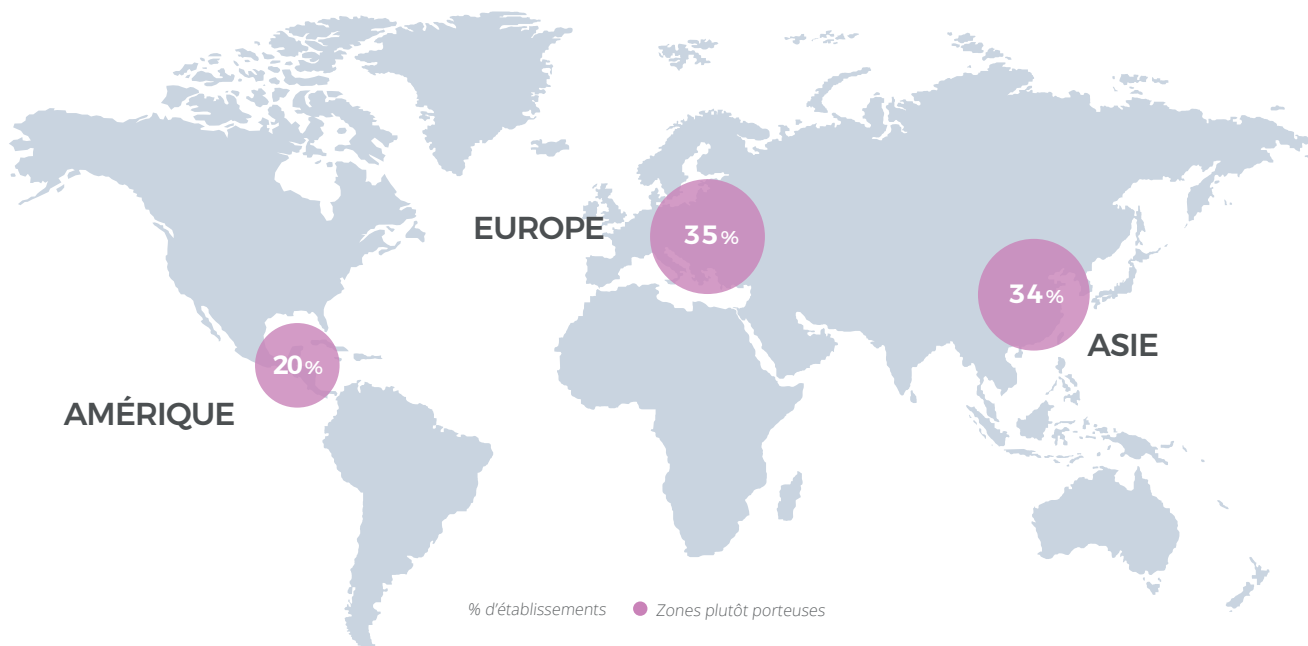 EUROPE
35%
34%
ASIE
20%
AMÉRIQUE
% d'établissements
Zones plutôt porteuses